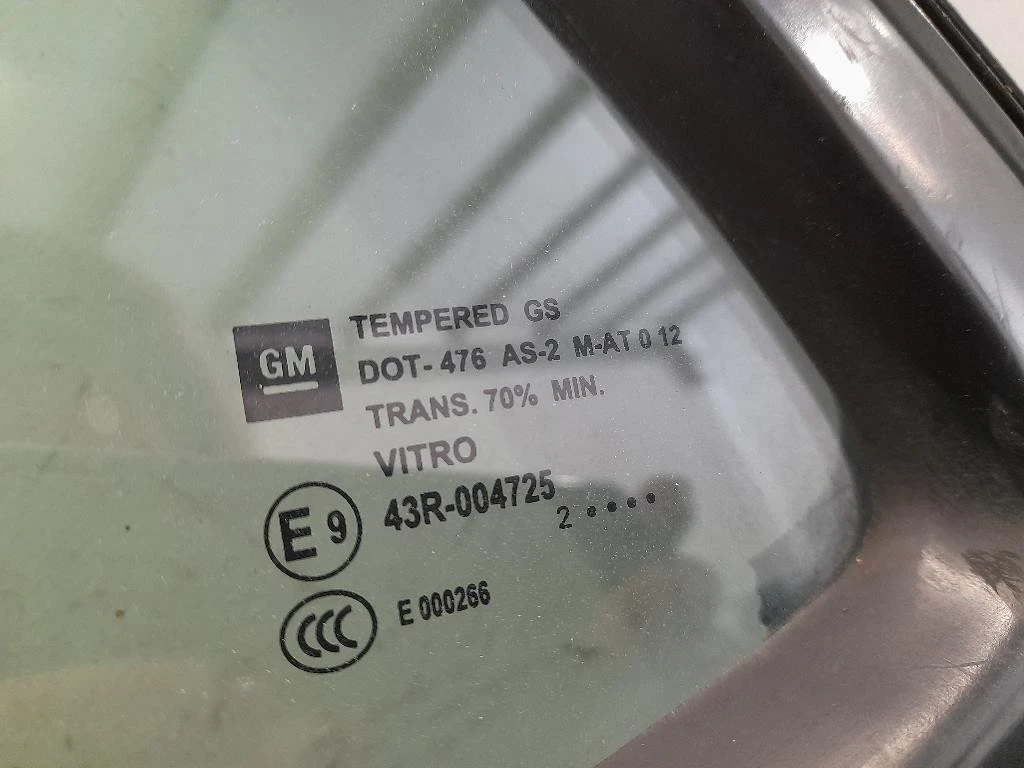 GM
TEMPERED GS
DOT-476 AS-2 M-AT 0 12
TRANS. 70% MIN.
VITRO
E9 43R-004725
2 ••••
CCC E 000266